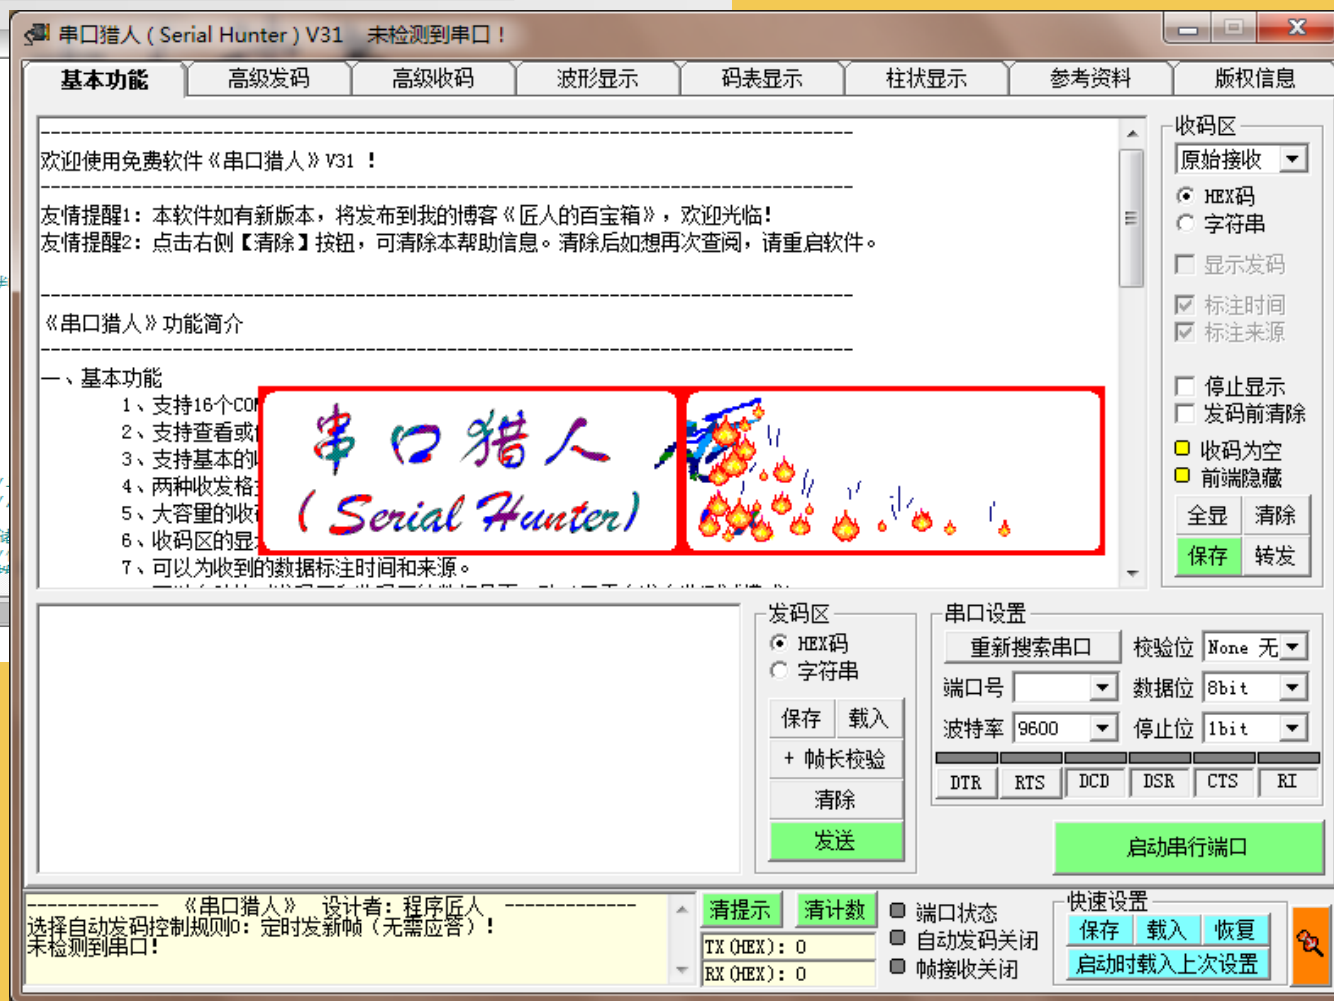 串口猎人 ( Serial Hunter ) V31 未检测到串口！
基本功能 高级发码 高级收码 波形显示 码表显示 柱状显示 参考资料 版权信息
欢迎使用免费软件《串口猎人》V31 ！
友情提醒1：本软件如有新版本，将发布到我的博客《匠人的百宝箱》，欢迎光临！
友情提醒2：点击右侧【清除】按钮，可清除本帮助信息。清除后如想再次查阅，请重启软件。
《串口猎人》功能简介
一、基本功能
1、支持16个COM
2、支持查看或
3、支持基本的
4、两种收发格
5、大容量的收
6、收码区的显
7、可以为收到的数据标注时间和来源。
串口猎人
(Serial Hunter)
收码区
原始接收
HEX码
字符串
显示发码
标注时间
标注来源
停止显示
发码前清除
收码为空
前端隐藏
全显 清除
保存 转发
发码区
HEX码
字符串
保存 载入
+ 帧长校验
清除
发送
串口设置
重新搜索串口 校验位 None 无
端口号 数据位 8bit
波特率 9600 停止位 1bit
DTR RTS DCD DSR CTS RI
启动串行端口
------------- 《串口猎人》 设计者：程序匠人 -------------
选择自动发码控制规则0：定时发新帧（无需应答）！
未检测到串口！
清提示 清计数
TX(HEX): 0
RX(HEX): 0
端口状态
自动发码关闭
帧接收关闭
快速设置
保存 载入 恢复
启动时载入上次设置